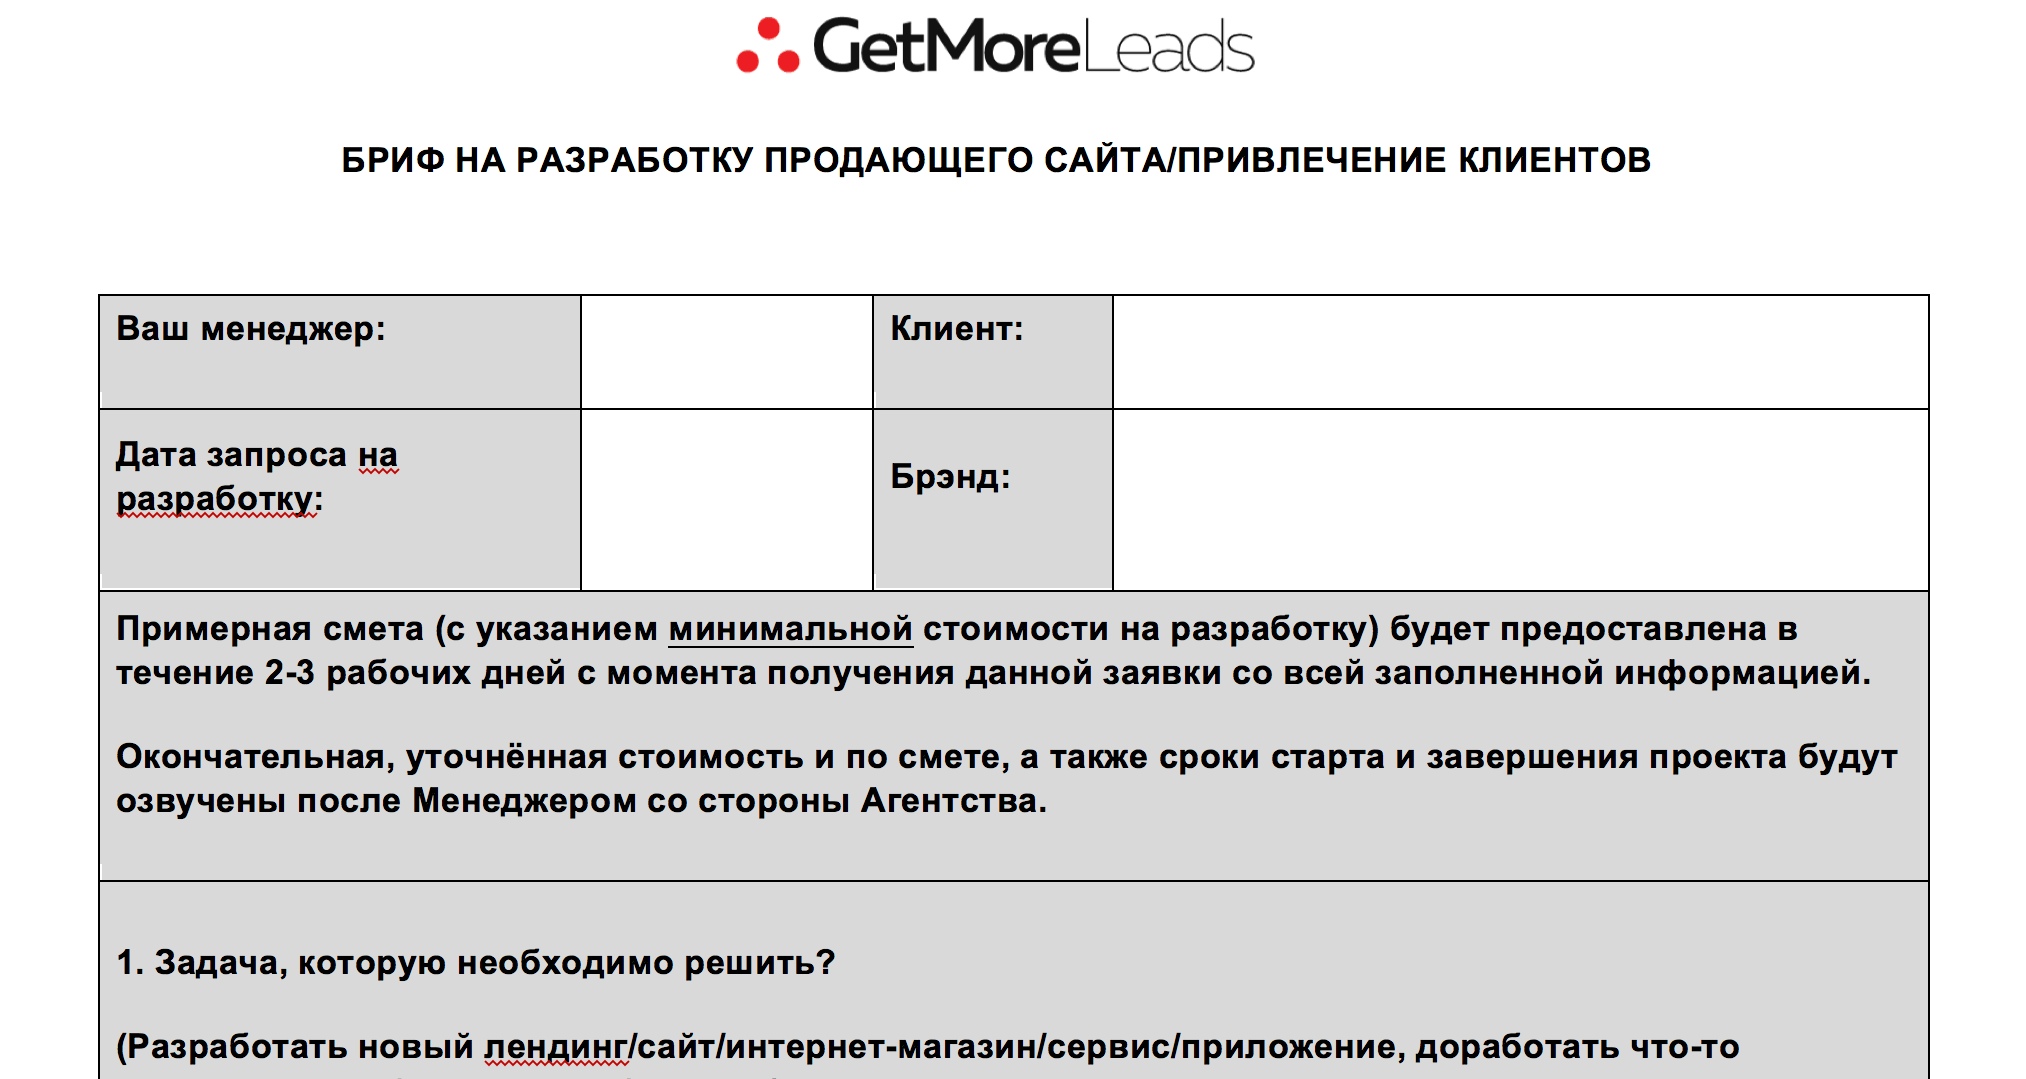 GetMoreLeads
БРИФ НА РАЗРАБОТКУ ПРОДАЮЩЕГО САЙТА/ПРИВЛЕЧЕНИЕ КЛИЕНТОВ
Ваш менеджер:
Клиент:
Дата запроса на
разработку:
Брэнд:
Примерная смета (с указанием минимальной стоимости на разработку) будет предоставлена в
течение 2-3 рабочих дней с момента получения данной заявки со всей заполненной информацией.
Окончательная, уточнённая стоимость и по смете, а также сроки старта и завершения проекта будут
озвучены после Менеджером со стороны Агентства.
1. Задача, которую необходимо решить?
(Разработать новый лендинг/сайт/интернет-магазин/сервис/приложение, доработать что-то